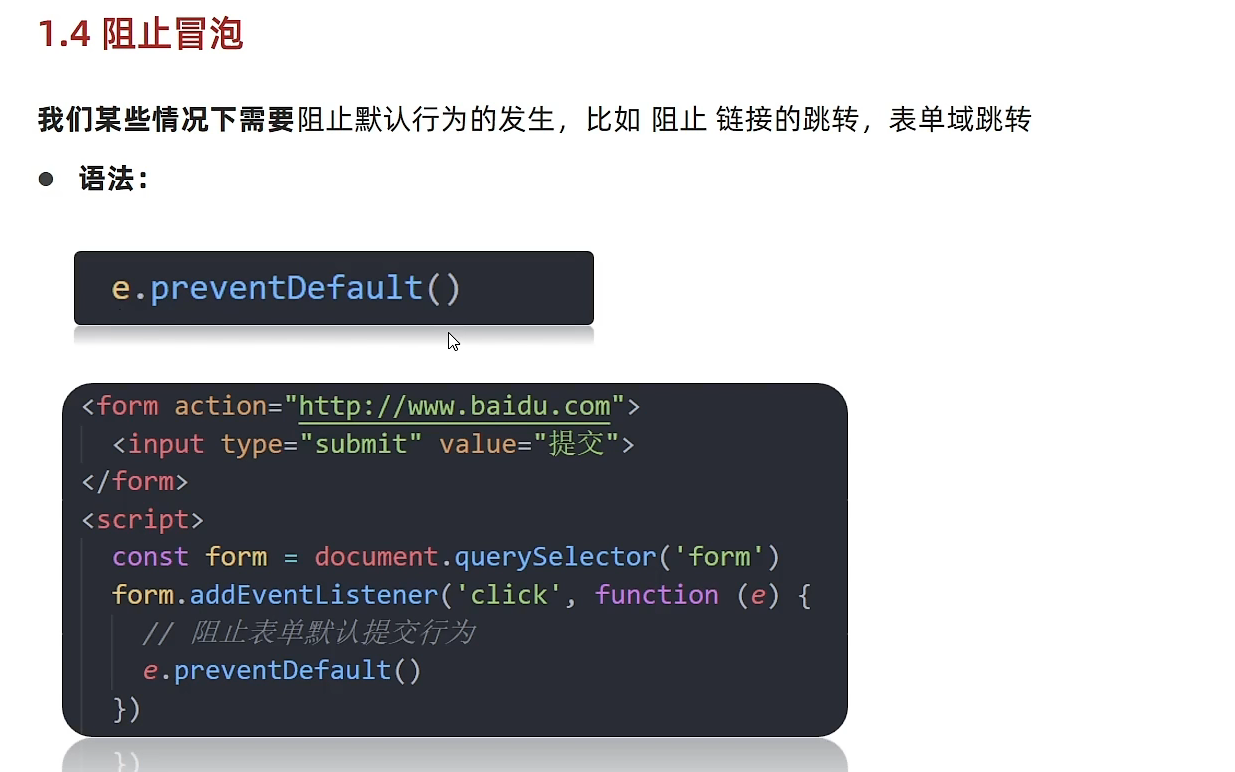 1.4 阻止冒泡
我们某些情况下需要阻止默认行为的发生，比如 阻止 链接的跳转，表单域跳转
● 语法：
e.preventDefault()
<form action="http://www.baidu.com">
  <input type="submit" value="提交">
</form>
<script>
  const form = document.querySelector('form')
  form.addEventListener('click', function (e) {
    // 阻止表单默认提交行为
    e.preventDefault()
  })